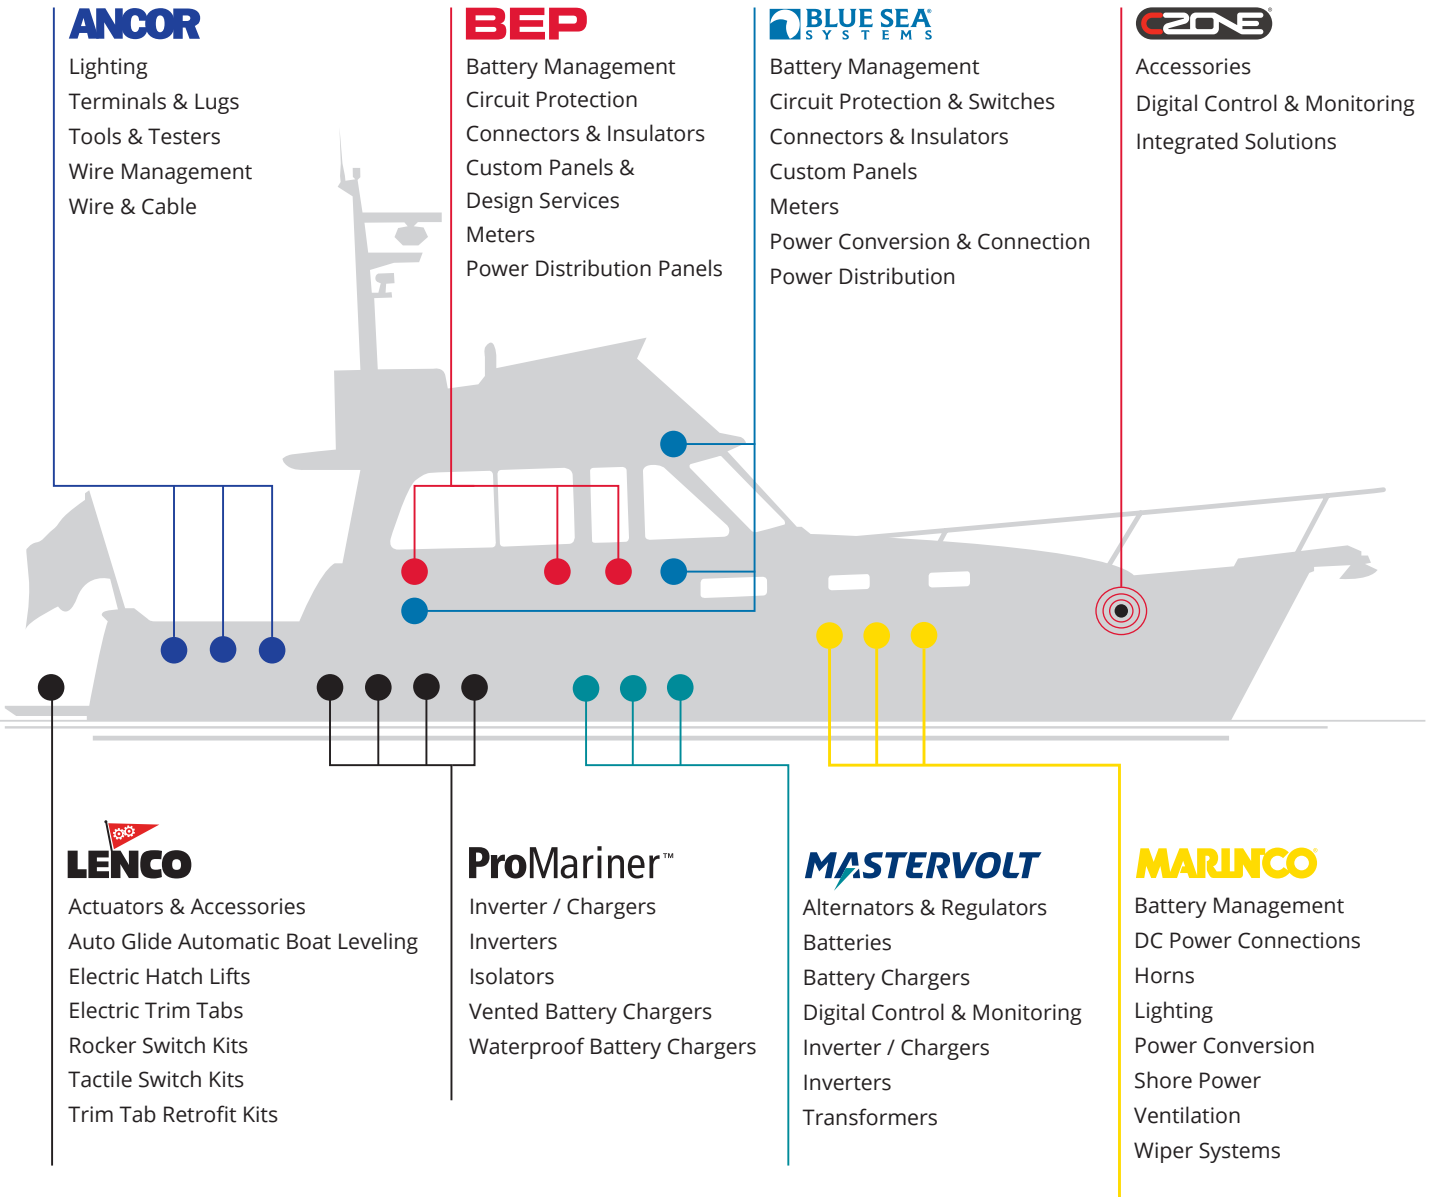 ANCOR
Lighting
Terminals & Lugs
Tools & Testers
Wire Management
Wire & Cable
BEP
Battery Management
Circuit Protection
Connectors & Insulators
Custom Panels &
Design Services
Meters
Power Distribution Panels
BLUE SEA®
SYSTEMS
Battery Management
Circuit Protection & Switches
Connectors & Insulators
Custom Panels
Meters
Power Conversion & Connection
Power Distribution
CZONE®
Accessories
Digital Control & Monitoring
Integrated Solutions
LENCO
Actuators & Accessories
Auto Glide Automatic Boat Leveling
Electric Hatch Lifts
Electric Trim Tabs
Rocker Switch Kits
Tactile Switch Kits
Trim Tab Retrofit Kits
ProMariner™
Inverter / Chargers
Inverters
Isolators
Vented Battery Chargers
Waterproof Battery Chargers
MASTERVOLT
Alternators & Regulators
Batteries
Battery Chargers
Digital Control & Monitoring
Inverter / Chargers
Inverters
Transformers
MARINCO®
Battery Management
DC Power Connections
Horns
Lighting
Power Conversion
Shore Power
Ventilation
Wiper Systems